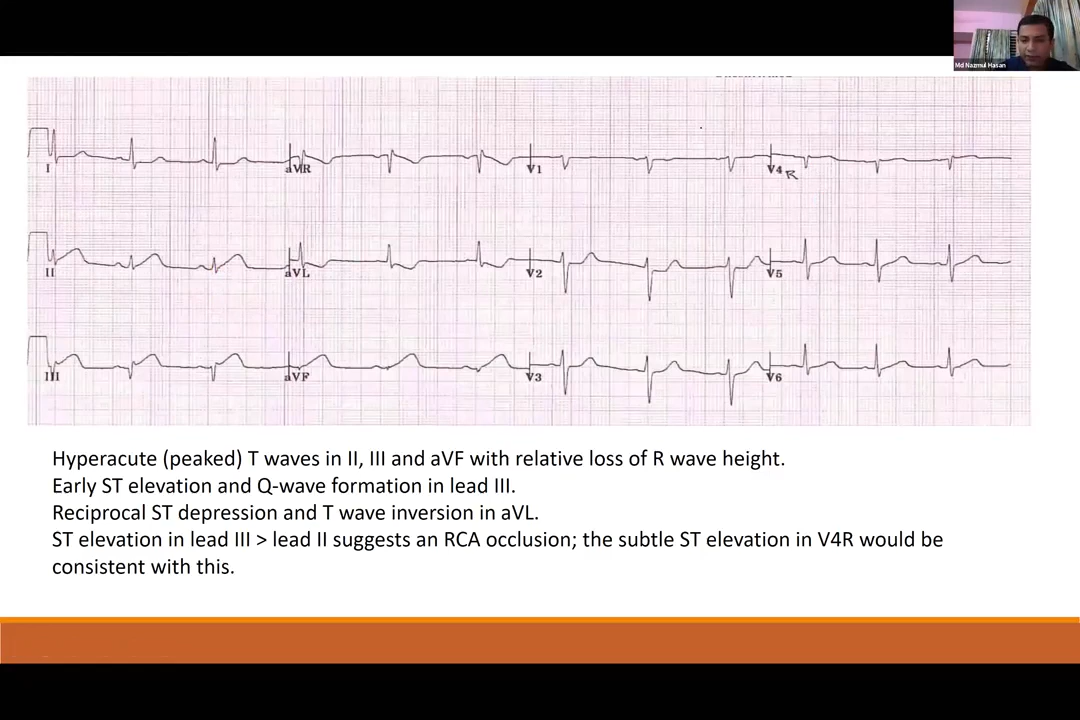 Md Nazmul Hasan
I aVR V1 V4R
II aVL V2 V5
III aVF V3 V6
Hyperacute (peaked) T waves in II, III and aVF with relative loss of R wave height.
Early ST elevation and Q-wave formation in lead III.
Reciprocal ST depression and T wave inversion in aVL.
ST elevation in lead III > lead II suggests an RCA occlusion; the subtle ST elevation in V4R would be
consistent with this.